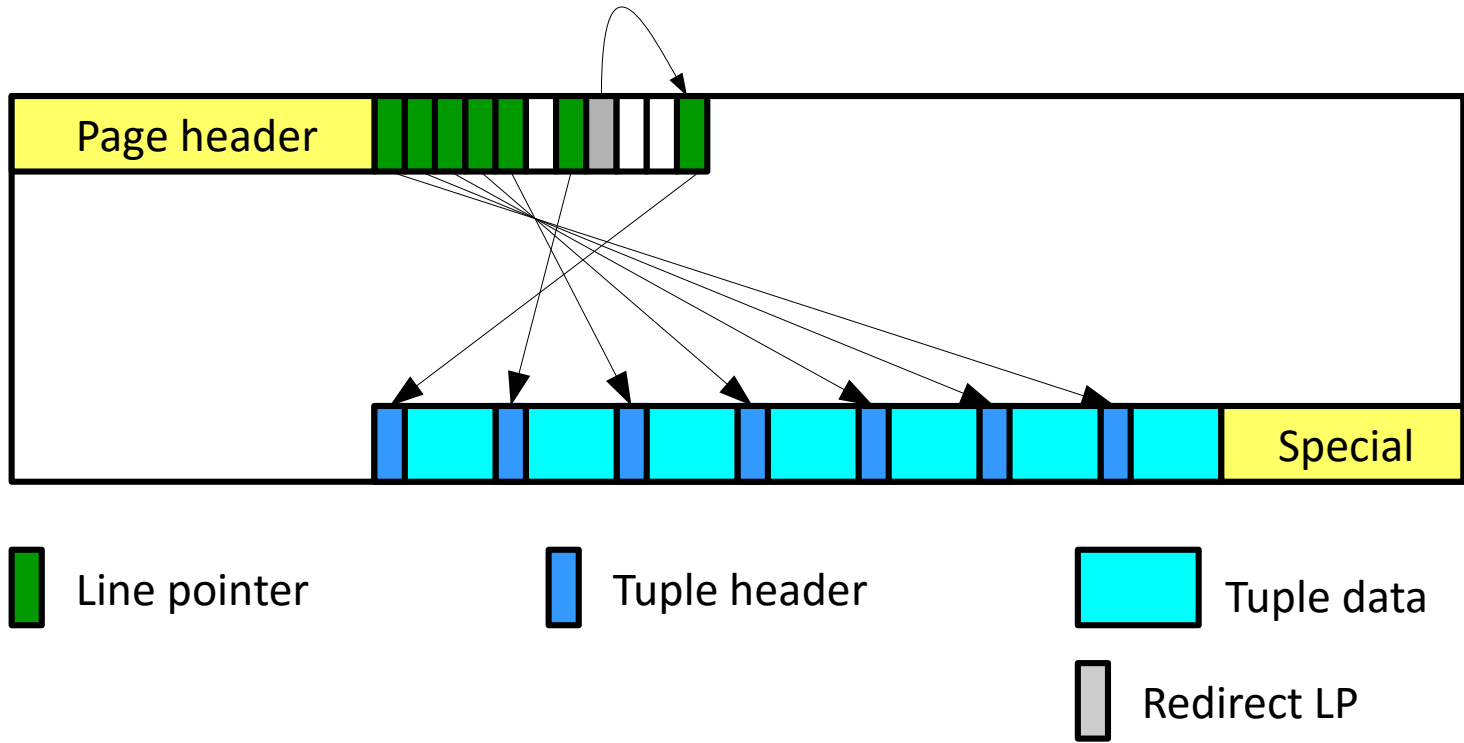 Page header
Special
Line pointer
Tuple header
Tuple data
Redirect LP